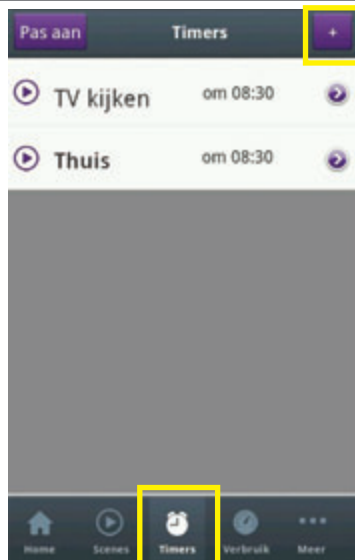 Pas aan Timers +
TV kijken om 08:30
Thuis om 08:30
Home Scenes Timers Verbruik Meer